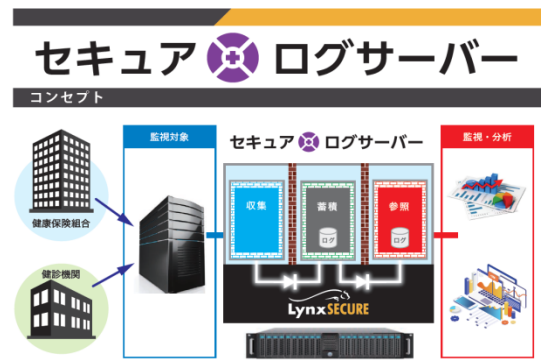 セキュア ログサーバー
コンセプト
健康保険組合
健診機関
監視対象
セキュア ログサーバー
収集
蓄積
ログ
参照
ログ
LynxSECURE
監視・分析